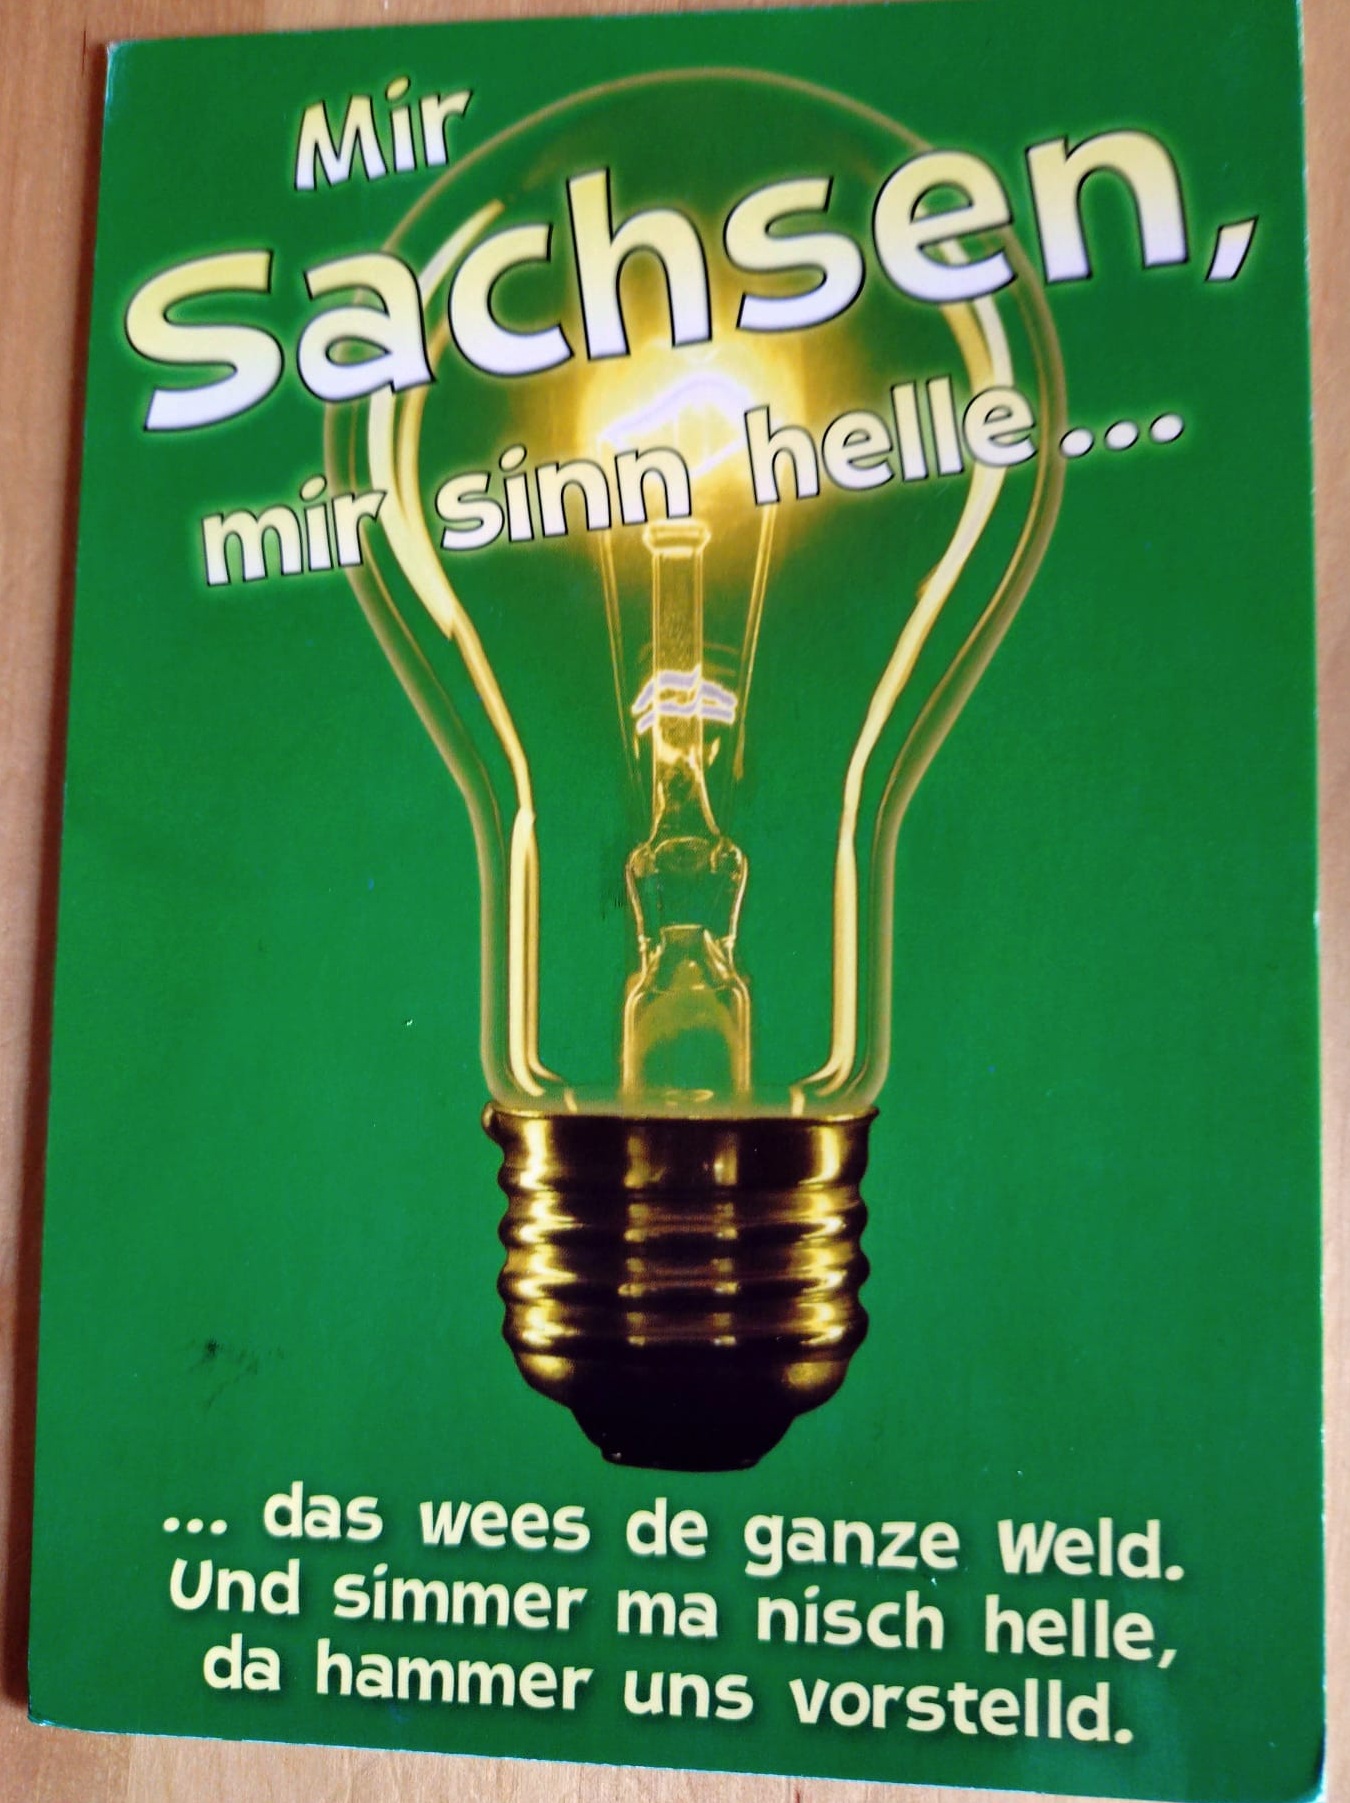 Mir
Sachsen,
mir sinn helle...
... das wees de ganze Weld.
Und simmer ma nisch helle,
da hammer uns vorstelld.